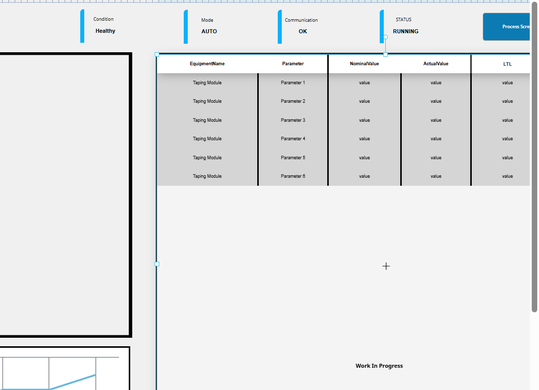 Condition
Healthy
Mode
AUTO
Communication
OK
STATUS
RUNNING
Process Scre
EquipmentName Parameter NominalValue ActualValue LTL
Taping Module Parameter 1 value value value
Taping Module Parameter 2 value value value
Taping Module Parameter 3 value value value
Taping Module Parameter 4 value value value
Taping Module Parameter 5 value value value
Taping Module Parameter 6 value value value
Work In Progress